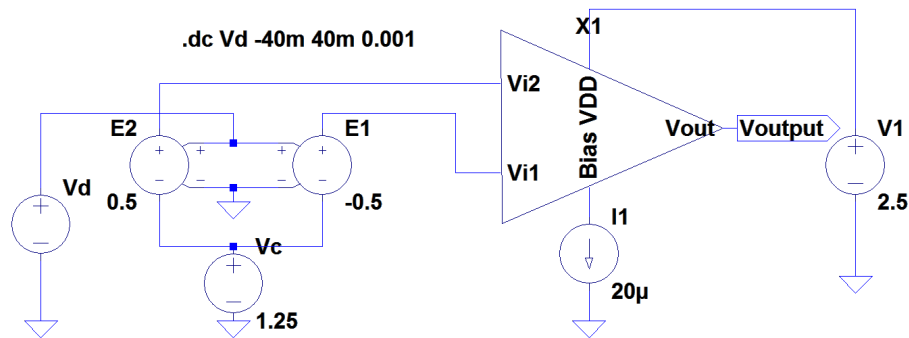 .dc Vd -40m 40m 0.001
X1
Vi2
Bias VDD
E2
E1
Vout
Voutput
V1
Vi1
Vd
0.5
-0.5
2.5
I1
Vc
20µ
1.25